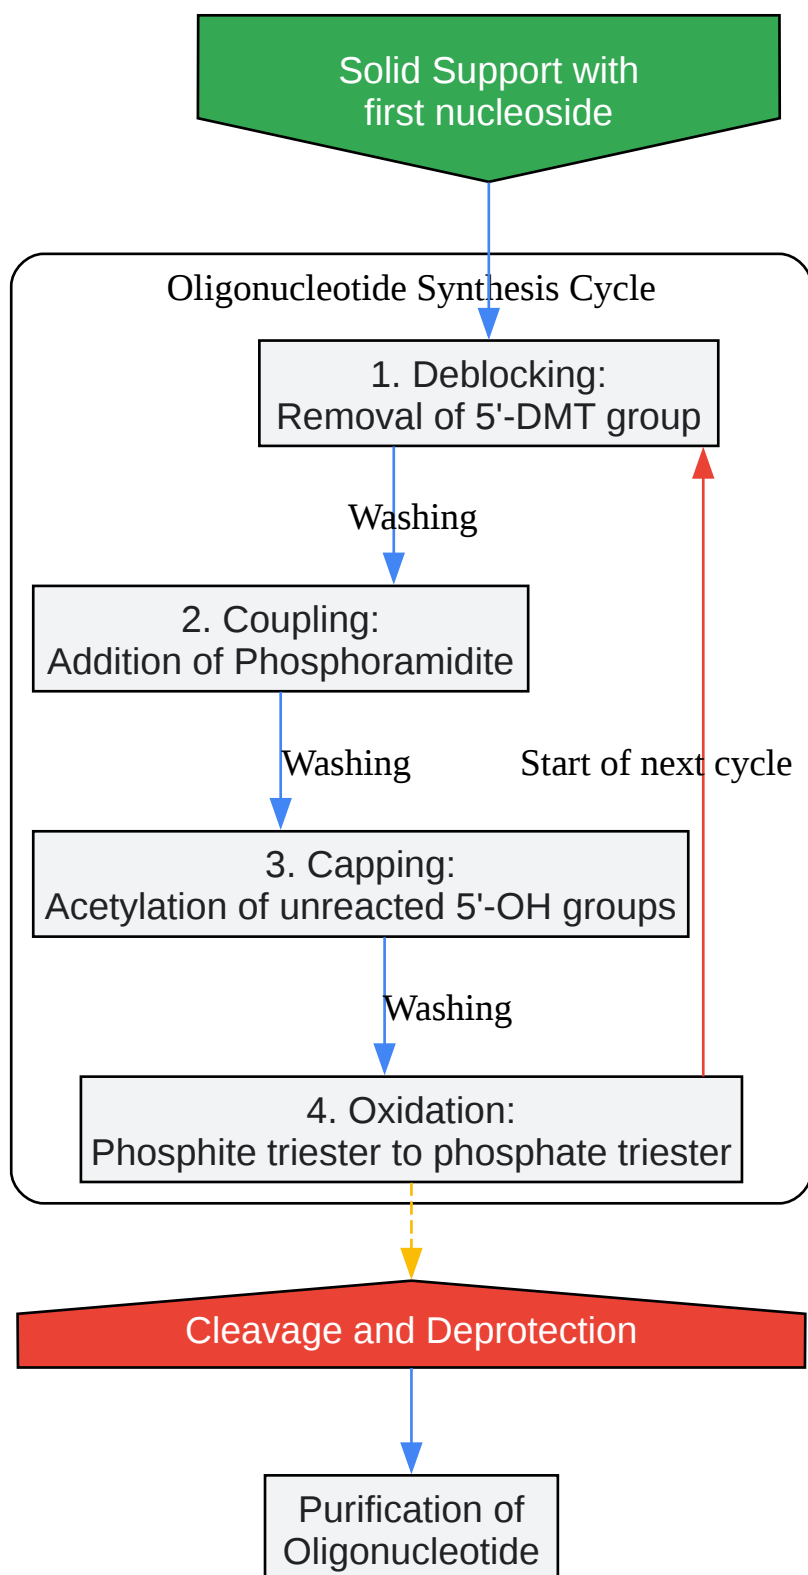 Solid Support with
first nucleoside
Oligonucleotide Synthesis Cycle
1. Deblocking:
Removal of 5'-DMT group
Washing
2. Coupling:
Addition of Phosphoramidite
Washing
Start of next cycle
3. Capping:
Acetylation of unreacted 5'-OH groups
Washing
4. Oxidation:
Phosphite triester to phosphate triester
Cleavage and Deprotection
Purification of
Oligonucleotide